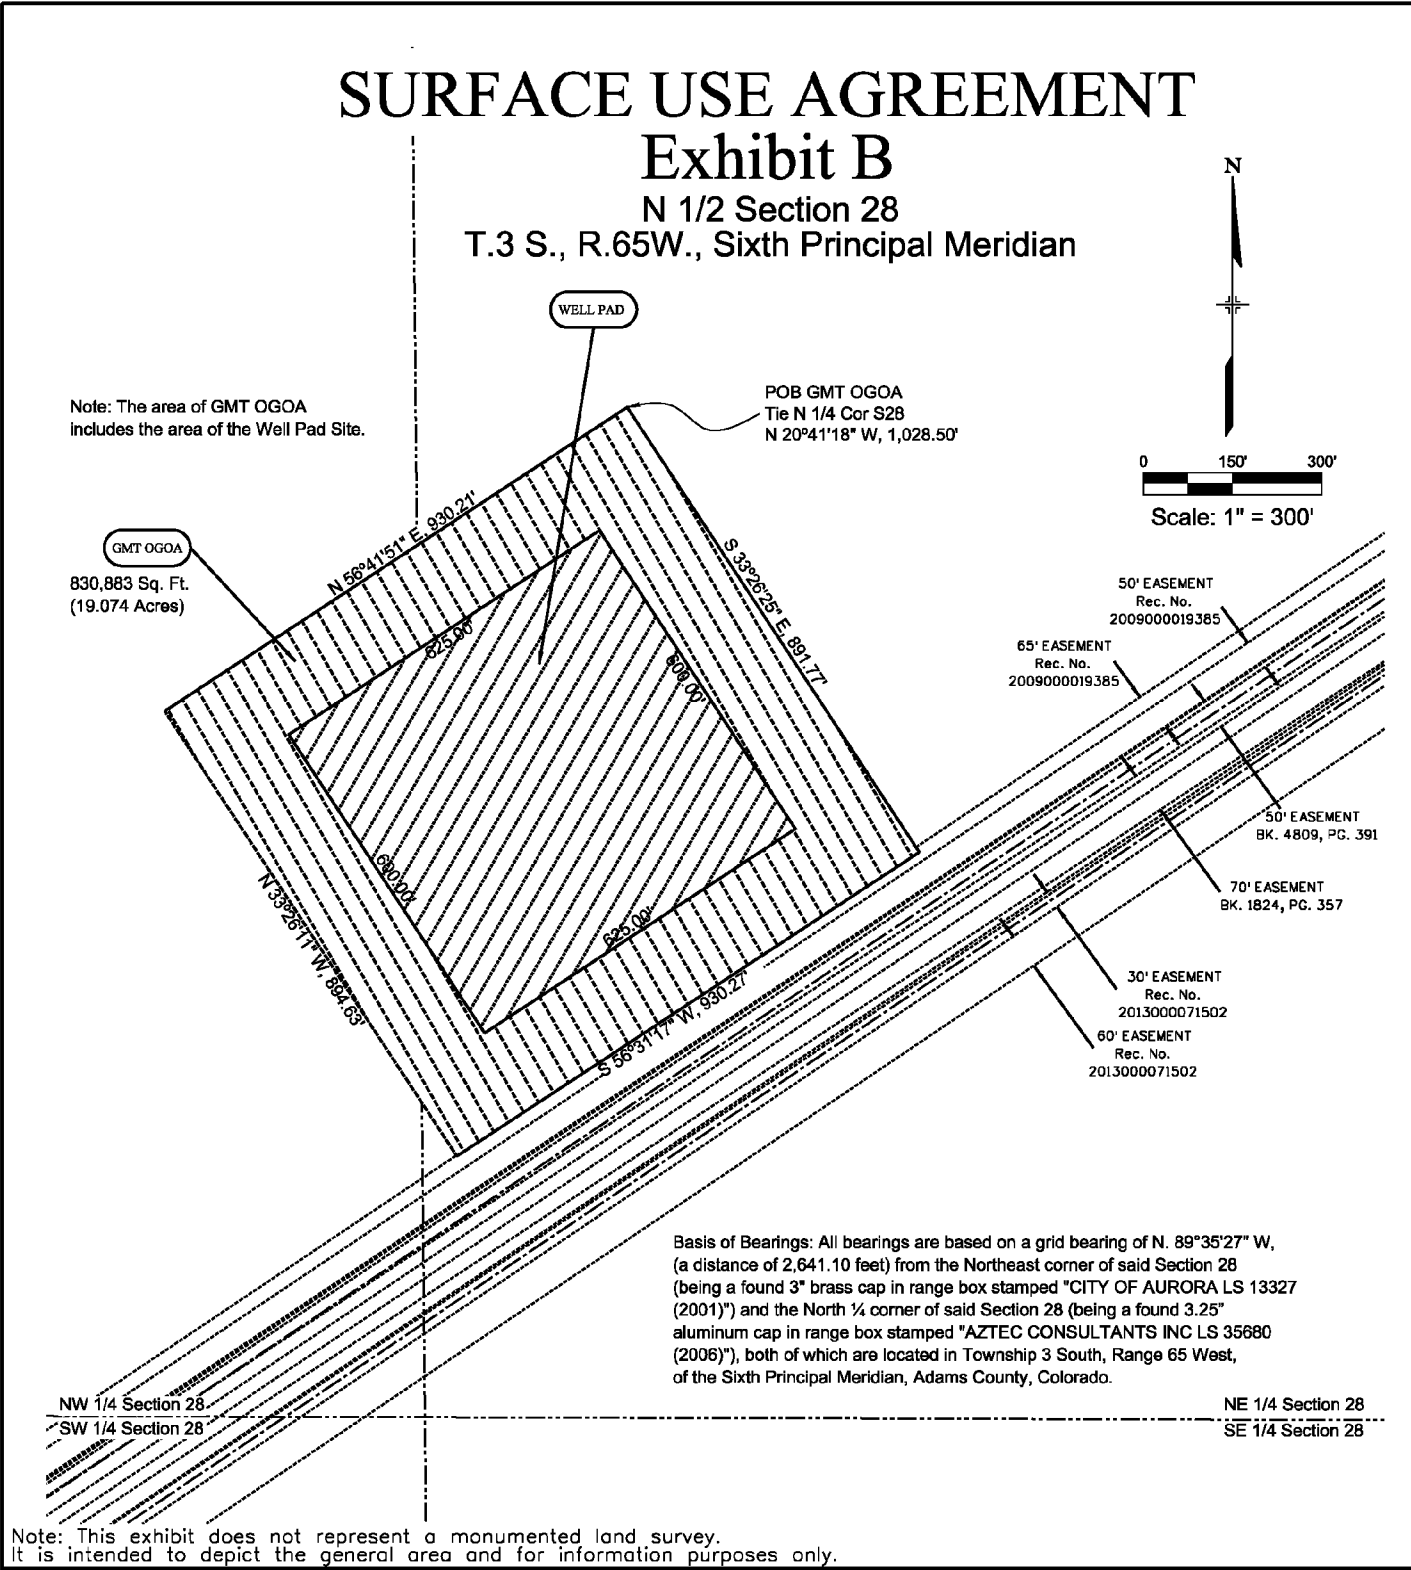 SURFACE USE AGREEMENT
Exhibit B
N 1/2 Section 28
T.3 S., R.65W., Sixth Principal Meridian
N
WELL PAD
POB GMT OGOA
Tie N 1/4 Cor S28
N 20°41'18" W, 1,028.50'
Note: The area of GMT OGOA
includes the area of the Well Pad Site.
0 150' 300'
Scale: 1" = 300'
GMT OGOA
830,883 Sq. Ft.
(19.074 Acres)
N 56°41'51" E, 930.21'
S 33°26'25" E, 891.77'
625.00'
600.00'
600.00'
625.00'
N 33°26'11" W, 894.63'
S 56°31'17" W, 930.27'
50' EASEMENT
Rec. No.
2009000019385
65' EASEMENT
Rec. No.
2009000019385
50' EASEMENT
BK. 4809, PG. 391
70' EASEMENT
BK. 1824, PG. 357
30' EASEMENT
Rec. No.
2013000071502
60' EASEMENT
Rec. No.
2013000071502
Basis of Bearings: All bearings are based on a grid bearing of N. 89°35'27" W,
(a distance of 2,641.10 feet) from the Northeast corner of said Section 28
(being a found 3" brass cap in range box stamped "CITY OF AURORA LS 13327
(2001)") and the North ¼ corner of said Section 28 (being a found 3.25"
aluminum cap in range box stamped "AZTEC CONSULTANTS INC LS 35680
(2006)"), both of which are located in Township 3 South, Range 65 West,
of the Sixth Principal Meridian, Adams County, Colorado.
NW 1/4 Section 28
SW 1/4 Section 28
NE 1/4 Section 28
SE 1/4 Section 28
Note: This exhibit does not represent a monumented land survey.
It is intended to depict the general area and for information purposes only.